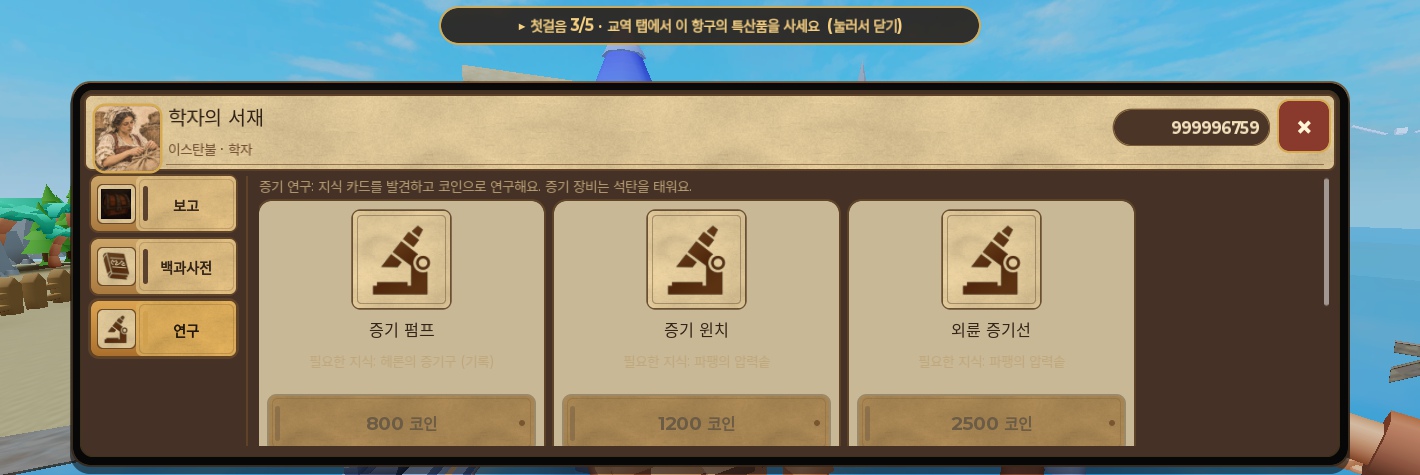 ▸ 첫걸음 3/5 · 교역 탭에서 이 항구의 특산품을 사세요 (눌러서 닫기)
학자의 서재
이스탄불 · 학자
999996759
×
보고
백과사전
연구
증기 연구: 지식 카드를 발견하고 코인으로 연구해요. 증기 장비는 석탄을 태워요.
증기 펌프
필요한 지식: 헤론의 증기구 (기록)
800 코인
증기 윈치
필요한 지식: 파팽의 압력솥
1200 코인
외륜 증기선
필요한 지식: 파팽의 압력솥
2500 코인